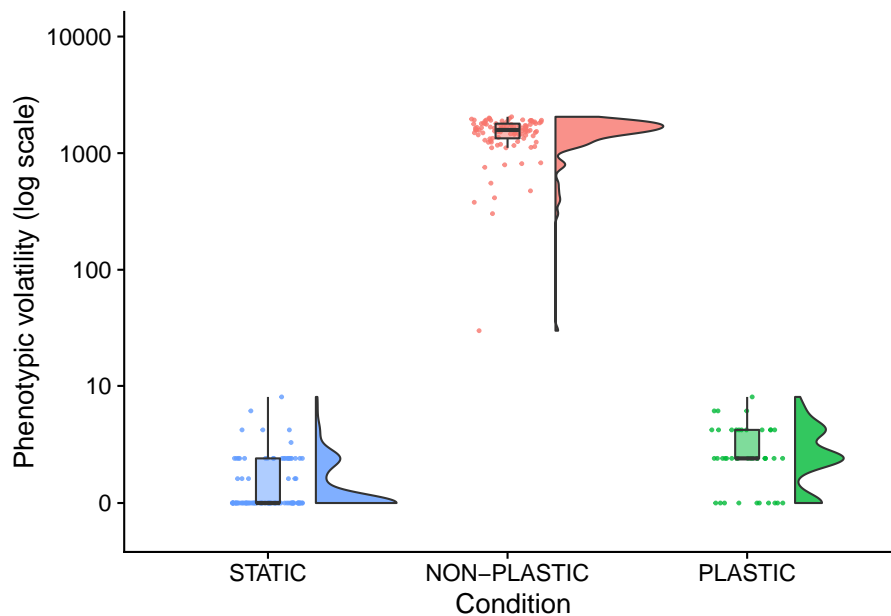 Phenotypic volatility (log scale)
10000
1000
100
10
0
STATIC
NON−PLASTIC
PLASTIC
Condition